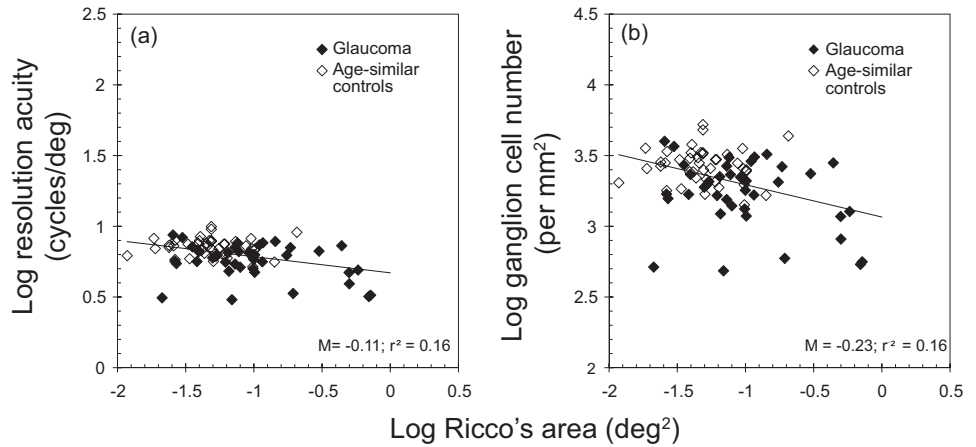 (a)
Glaucoma
Age-similar
controls
Log resolution acuity
(cycles/deg)
2.5
2
1.5
1
0.5
0
M= -0.11; r² = 0.16
-2
-1.5
-1
-0.5
0
0.5
(b)
Glaucoma
Age-similar
controls
Log ganglion cell number
(per mm²)
4.5
4
3.5
3
2.5
2
M = -0.23; r² = 0.16
-2
-1.5
-1
-0.5
0
0.5
Log Ricco's area (deg²)